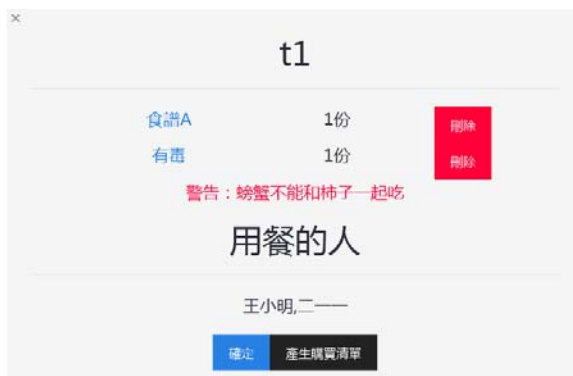 ×
t1
食譜A 1份 刪除
有毒 1份 刪除
警告：螃蟹不能和柿子一起吃
用餐的人
王小明,二一一
確定 產生購買清單